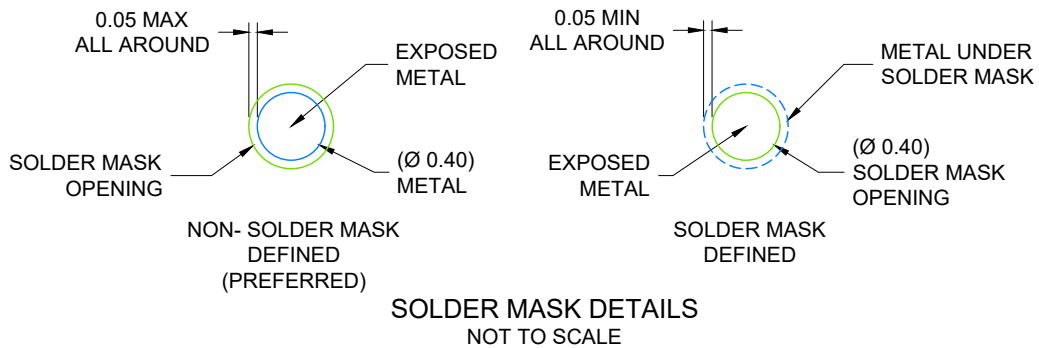 0.05 MAX
ALL AROUND
EXPOSED
METAL
SOLDER MASK
OPENING
(Ø 0.40)
METAL
NON- SOLDER MASK
DEFINED
(PREFERRED)
0.05 MIN
ALL AROUND
METAL UNDER
SOLDER MASK
EXPOSED
METAL
(Ø 0.40)
SOLDER MASK
OPENING
SOLDER MASK
DEFINED
SOLDER MASK DETAILS
NOT TO SCALE